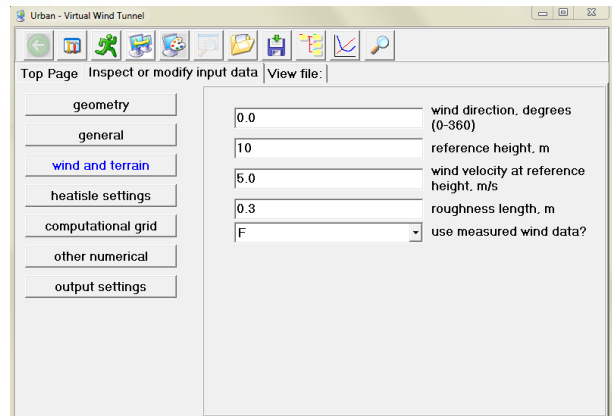 Urban - Virtual Wind Tunnel
Top Page Inspect or modify input data View file:
geometry
general
wind and terrain
heatisle settings
computational grid
other numerical
output settings
0.0 wind direction, degrees
(0-360)
10 reference height, m
5.0 wind velocity at reference
height, m/s
0.3 roughness length, m
F use measured wind data?